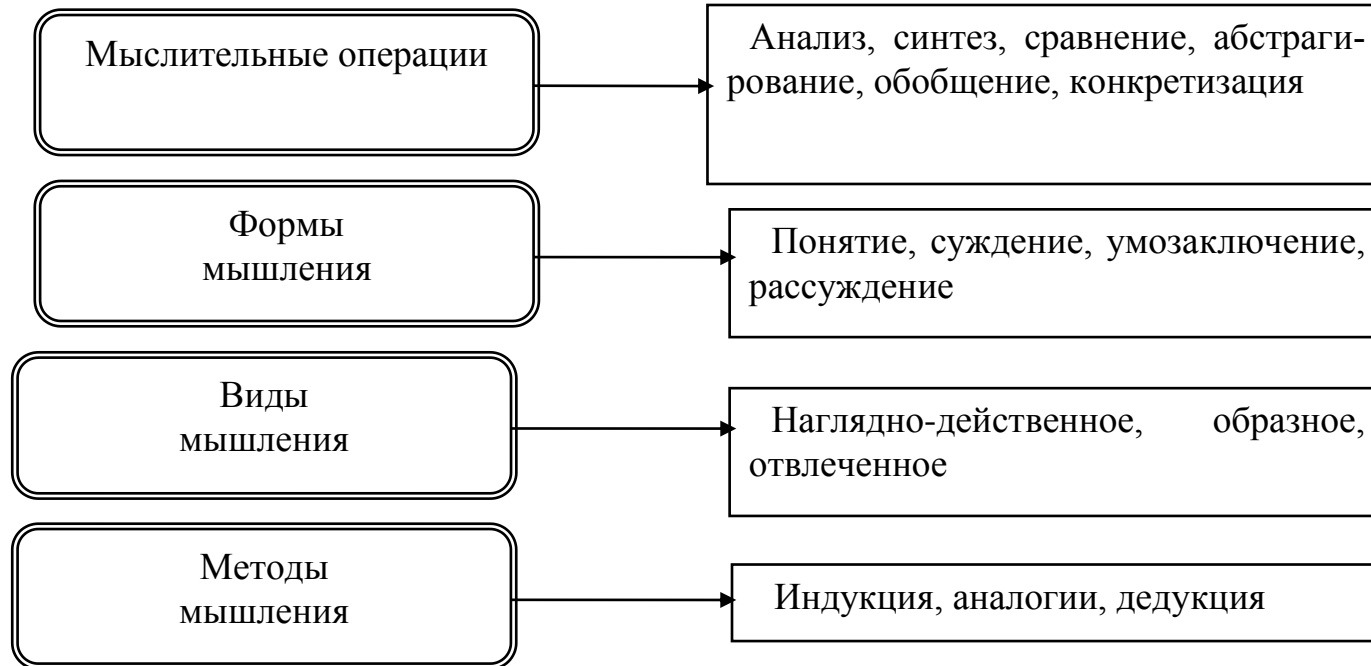 Мыслительные операции
Анализ, синтез, сравнение, абстраги-
рование, обобщение, конкретизация
Формы
мышления
Понятие, суждение, умозаключение,
рассуждение
Виды
мышления
Наглядно-действенное, образное,
отвлеченное
Методы
мышления
Индукция, аналогии, дедукция